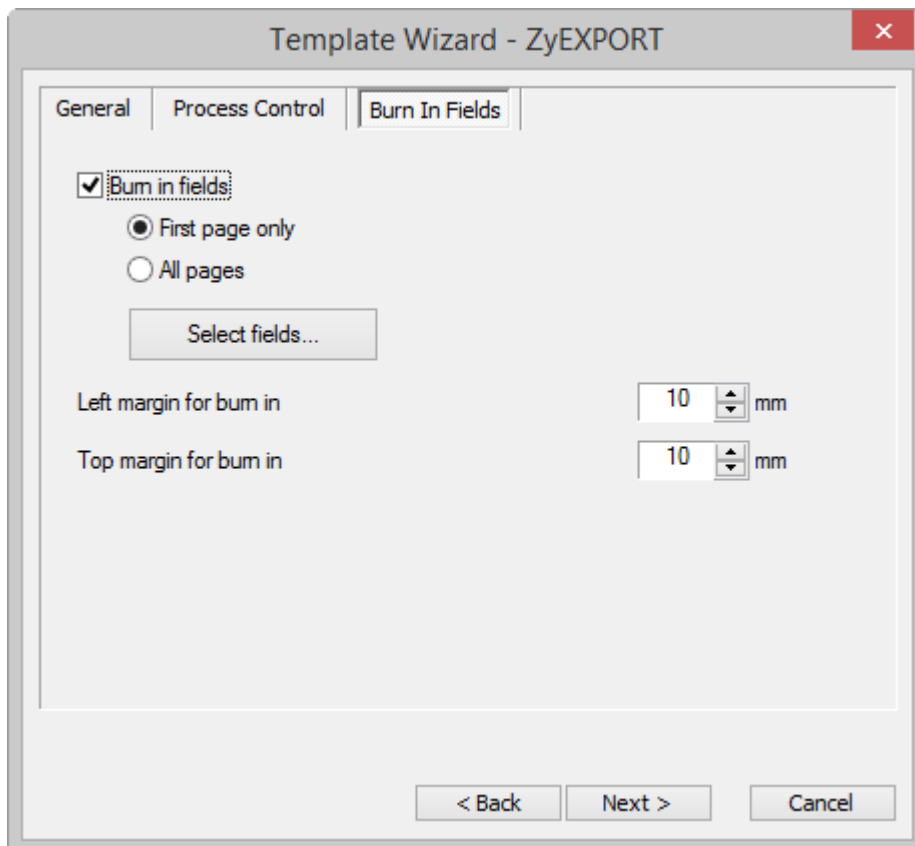 Template Wizard - ZyEXPORT
General Process Control Burn In Fields
Burn in fields
First page only
All pages
Select fields...
Left margin for burn in 10 mm
Top margin for burn in 10 mm
< Back Next > Cancel